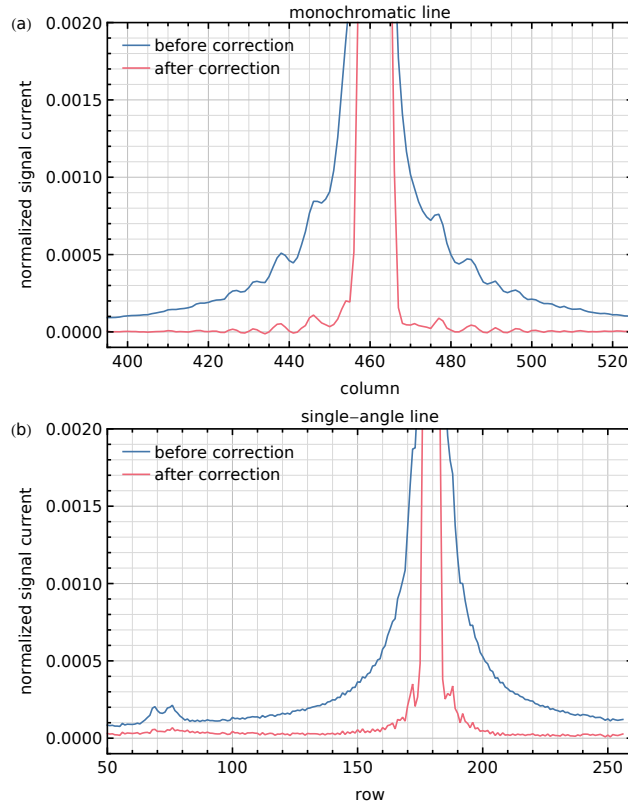 (a)
monochromatic line
before correction
after correction
normalized signal current
0.0020
0.0015
0.0010
0.0005
0.0000
400 420 440 460 480 500 520
column
(b)
single−angle line
before correction
after correction
normalized signal current
0.0020
0.0015
0.0010
0.0005
0.0000
50 100 150 200 250
row